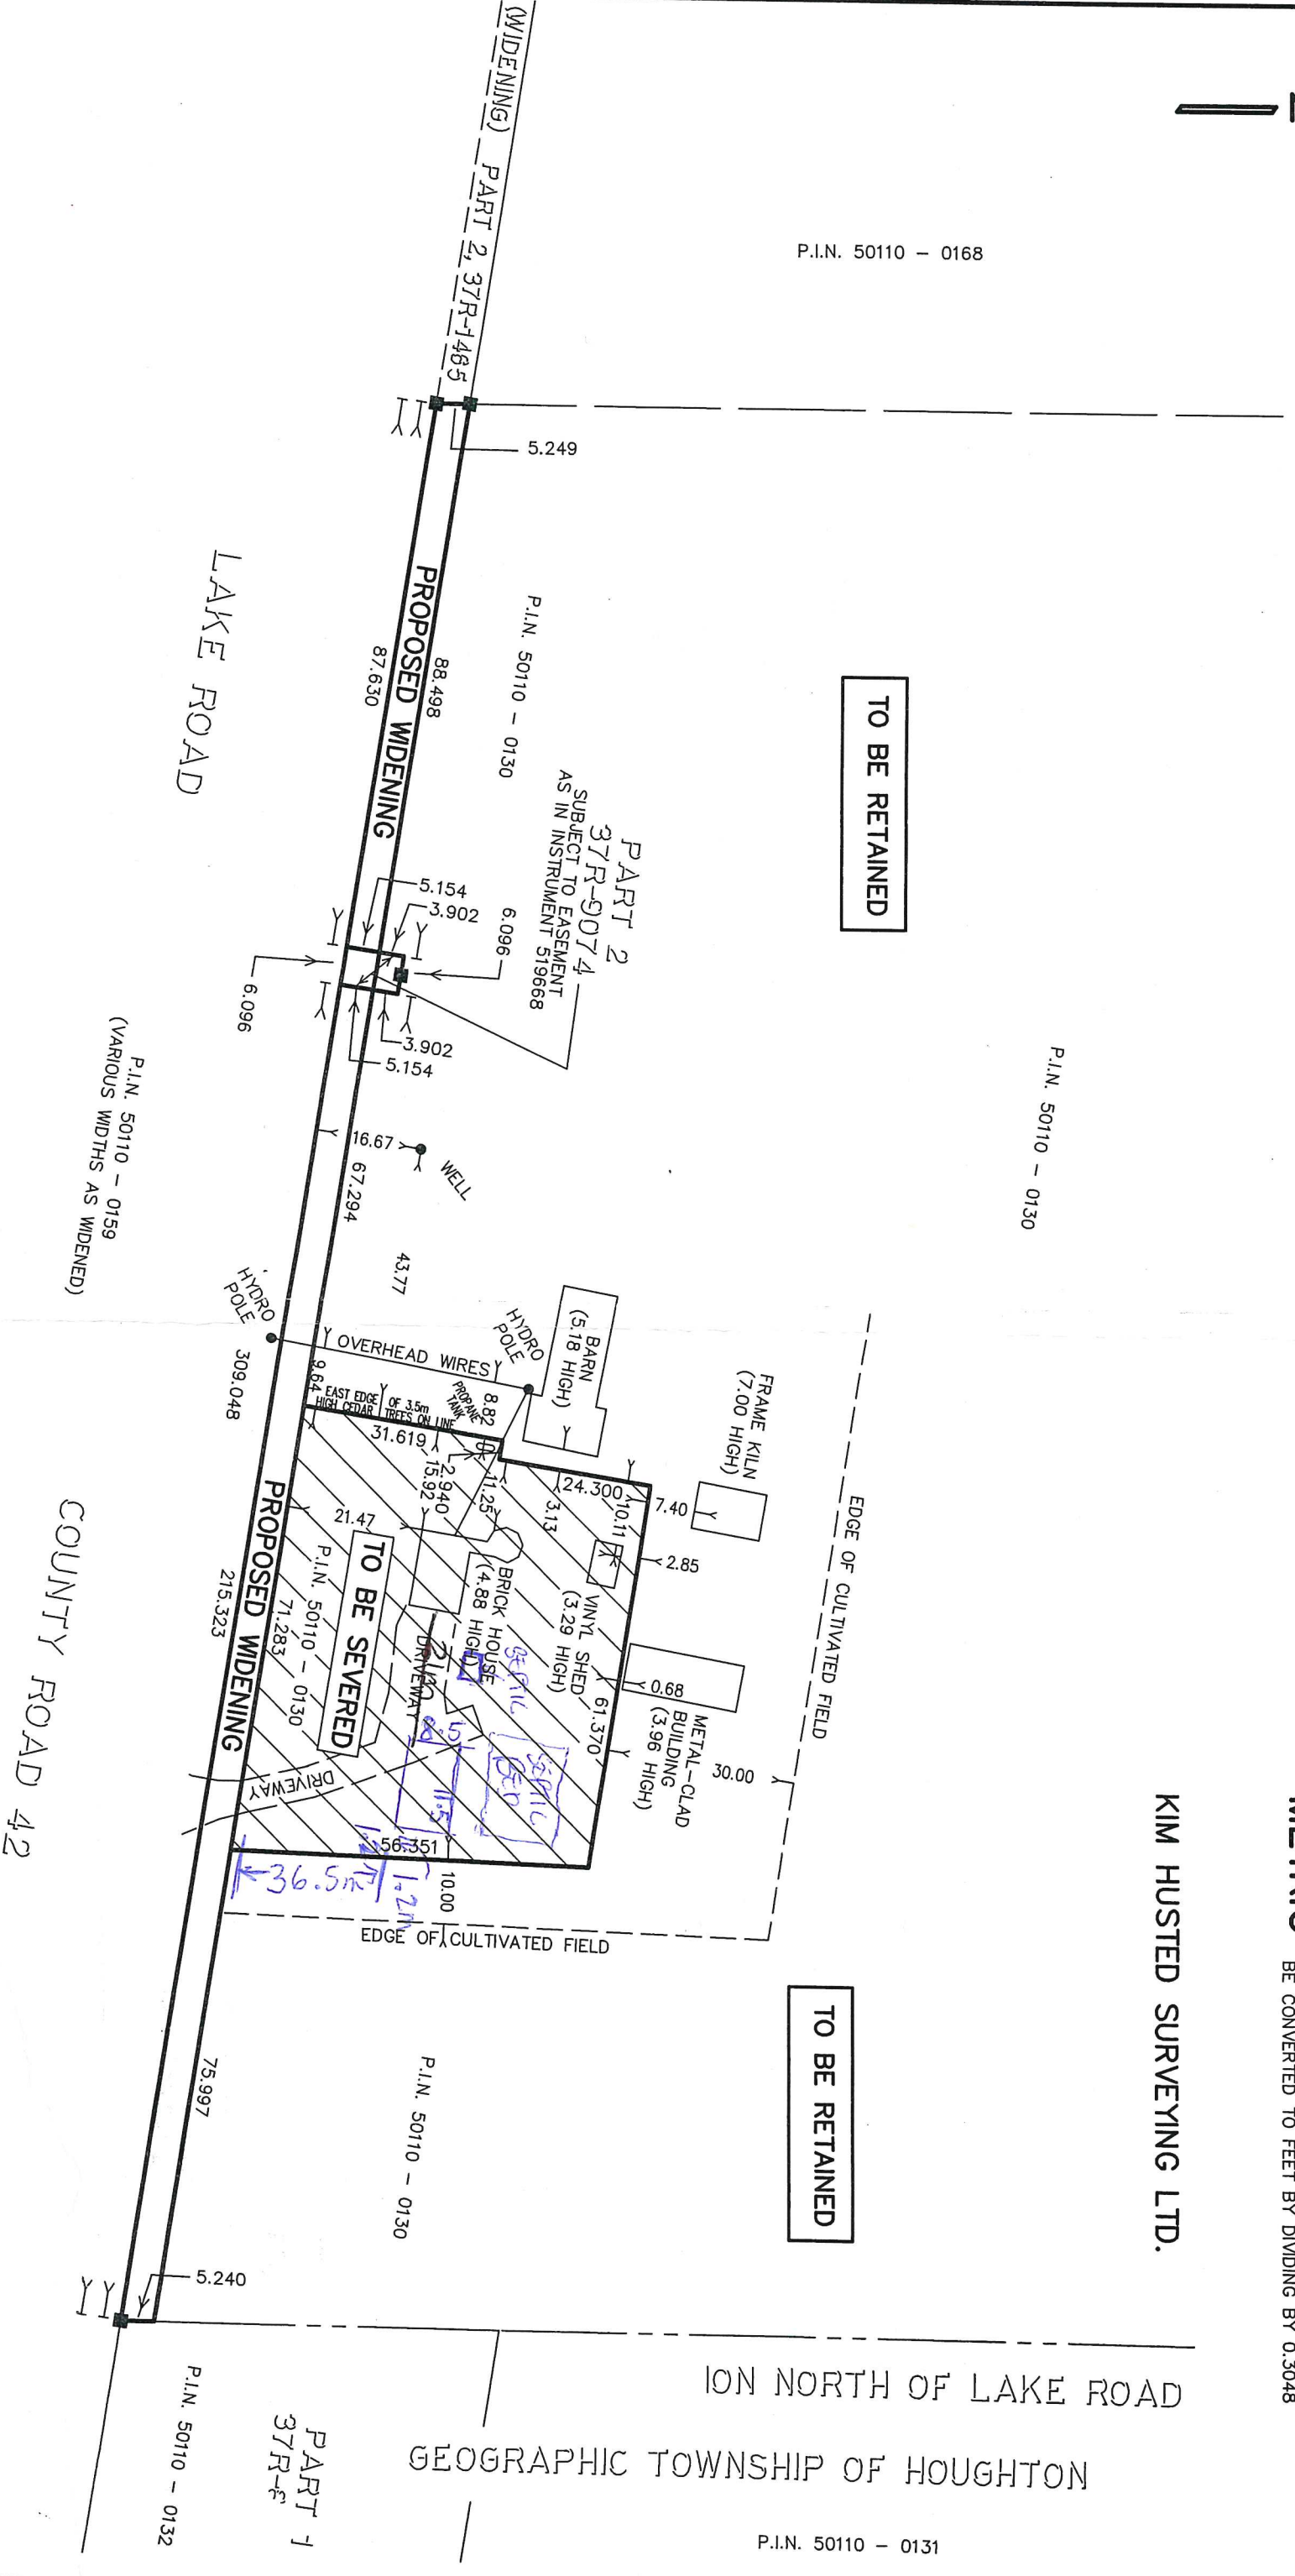 (WIDENING) PART 2, 37R-1465
P.I.N. 50110 - 0168
5.249
LAKE ROAD
PROPOSED WIDENING
88.498
87.630
P.I.N. 50110 - 0130
TO BE RETAINED
PART 2
37R-9074
SUBJECT TO EASEMENT
AS IN INSTRUMENT 519668
5.154
3.902
6.096
6.096
3.902
5.154
P.I.N. 50110 - 0159
(VARIOUS WIDTHS AS WIDENED)
16.67
WELL
67.294
43.77
P.I.N. 50110 - 0130
HYDRO
POLE
309.048
OVERHEAD WIRES
HYDRO
POLE
BARN
(5.18 HIGH)
FRAME KILN
(7.00 HIGH)
EDGE OF CULTIVATED FIELD
9.64
EAST EDGE OF 3.5m
HIGH CEDAR TREES ON LINE
PROPANE
TANK
8.82
31.619
2.940
15.92
11.25
3.13
24.300
10.11
7.40
2.85
21.47
TO BE SEVERED
P.I.N. 50110 - 0130
71.283
PROPOSED WIDENING
215.323
BRICK HOUSE
(4.88 HIGH)
VINYL SHED
(3.29 HIGH)
61.370
0.68
METAL-CLAD
BUILDING
(3.96 HIGH)
30.00
DRIVEWAY
DRIVEWAY
SEPTIC
SEPTIC
BED
21m
8.5
11.5
56.351
36.5m
1.2m
10.00
EDGE OF CULTIVATED FIELD
COUNTY ROAD 42
TO BE RETAINED
KIM HUSTED SURVEYING LTD.
METRIC
BE CONVERTED TO FEET BY DIVIDING BY 0.3048
75.997
P.I.N. 50110 - 0130
5.240
ION NORTH OF LAKE ROAD
GEOGRAPHIC TOWNSHIP OF HOUGHTON
PART 1
37R-
P.I.N. 50110 - 0132
P.I.N. 50110 - 0131